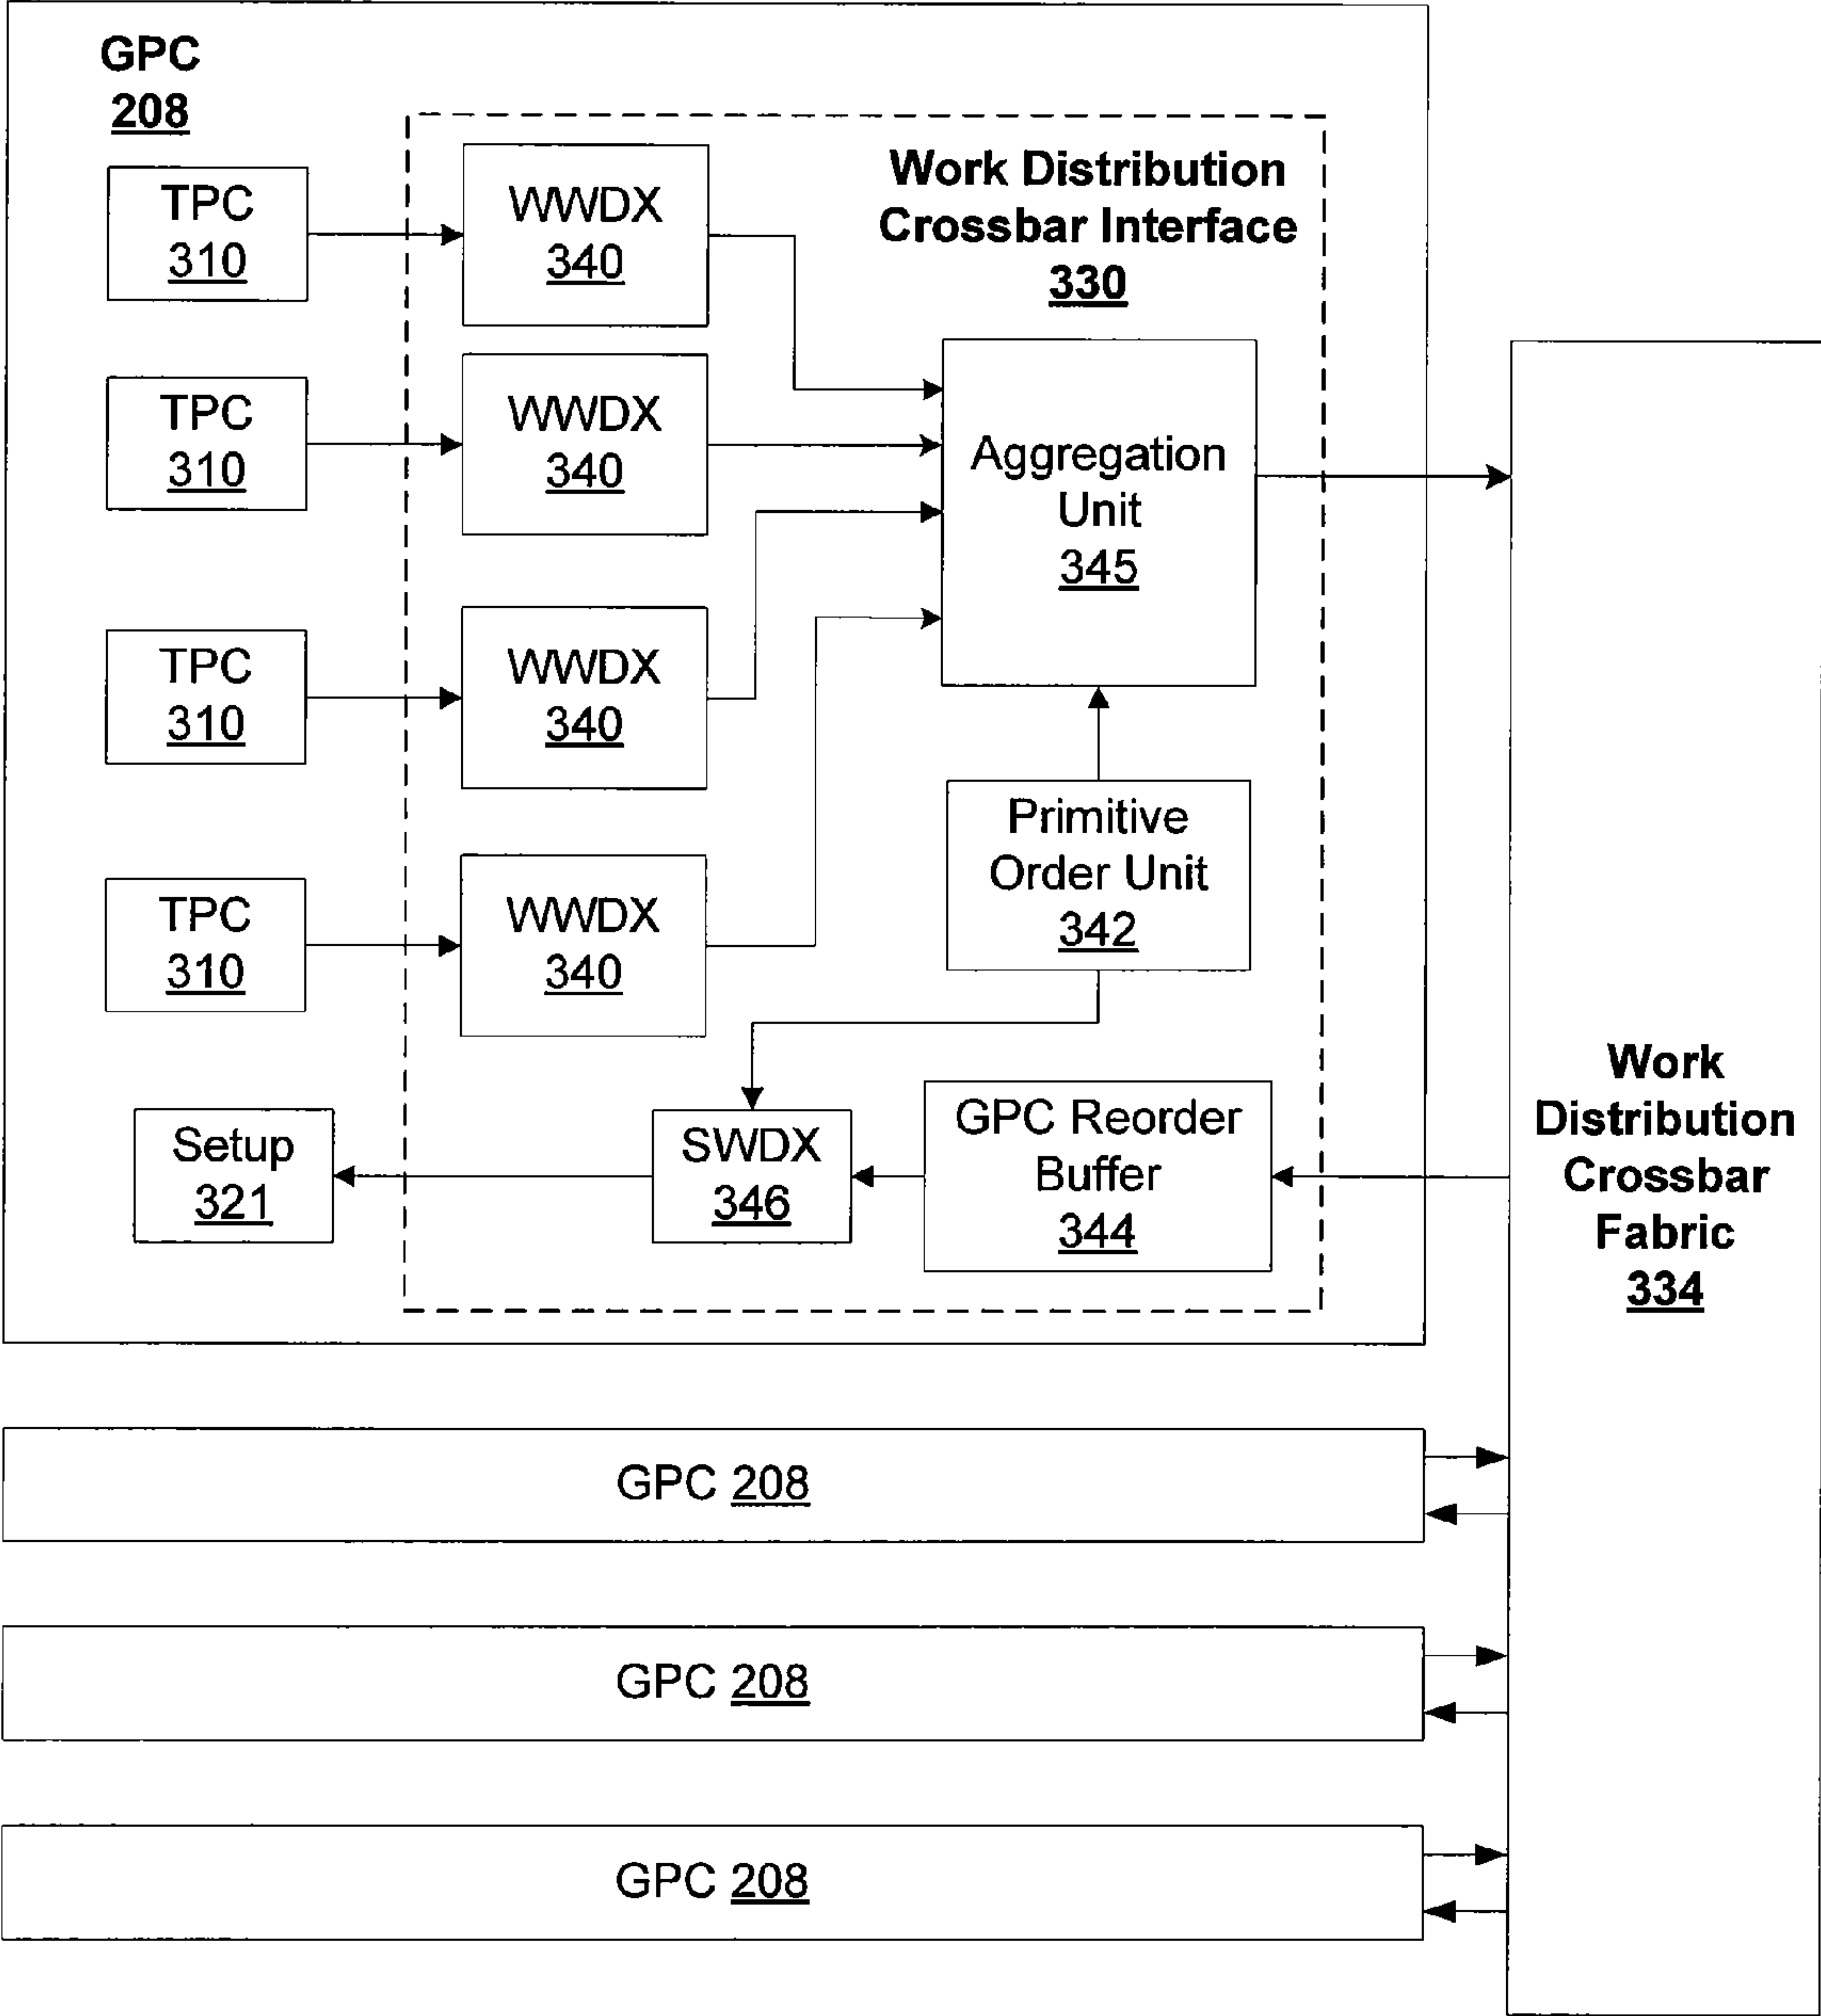 GPC
208
TPC
310
WWDX
340
Work Distribution
Crossbar Interface
330
TPC
310
WWDX
340
Aggregation
Unit
345
TPC
310
WWDX
340
Primitive
Order Unit
342
TPC
310
WWDX
340
Setup
321
SWDX
346
GPC Reorder
Buffer
344
Work
Distribution
Crossbar
Fabric
334
GPC 208
GPC 208
GPC 208